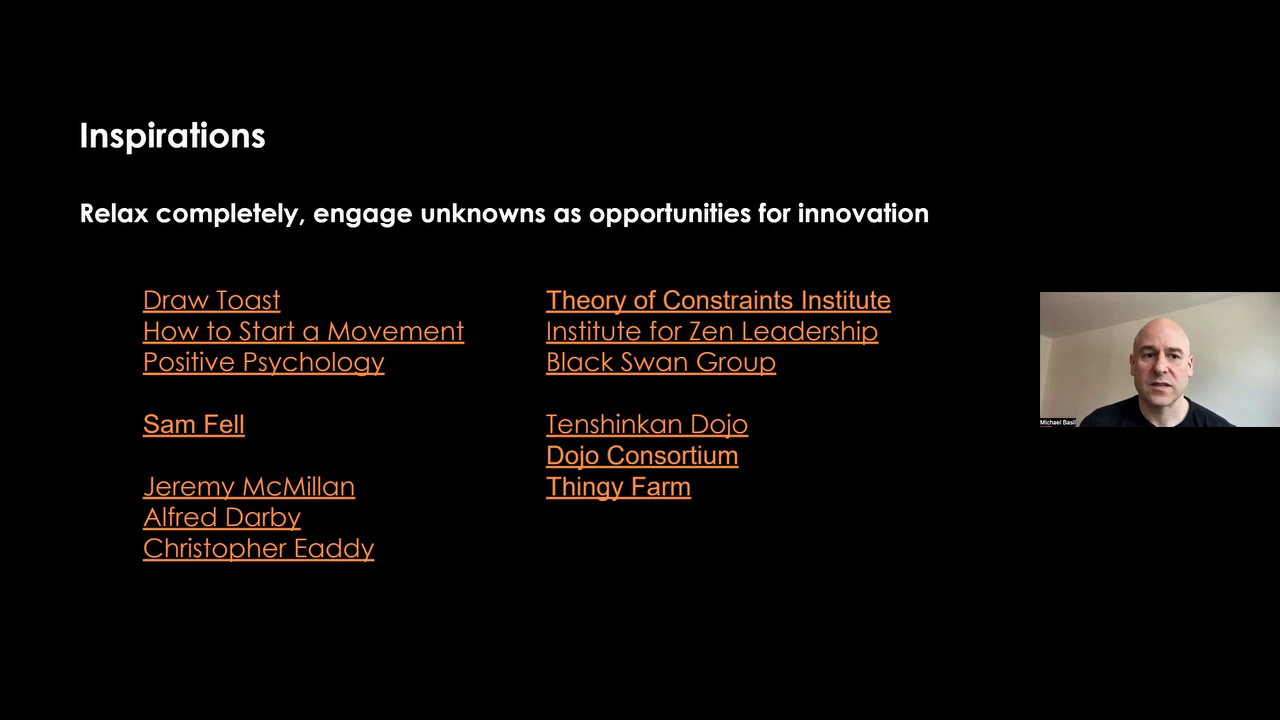 Inspirations
Relax completely, engage unknowns as opportunities for innovation
Draw Toast
How to Start a Movement
Positive Psychology
Sam Fell
Jeremy McMillan
Alfred Darby
Christopher Eaddy
Theory of Constraints Institute
Institute for Zen Leadership
Black Swan Group
Tenshinkan Dojo
Dojo Consortium
Thingy Farm
Michael Basil